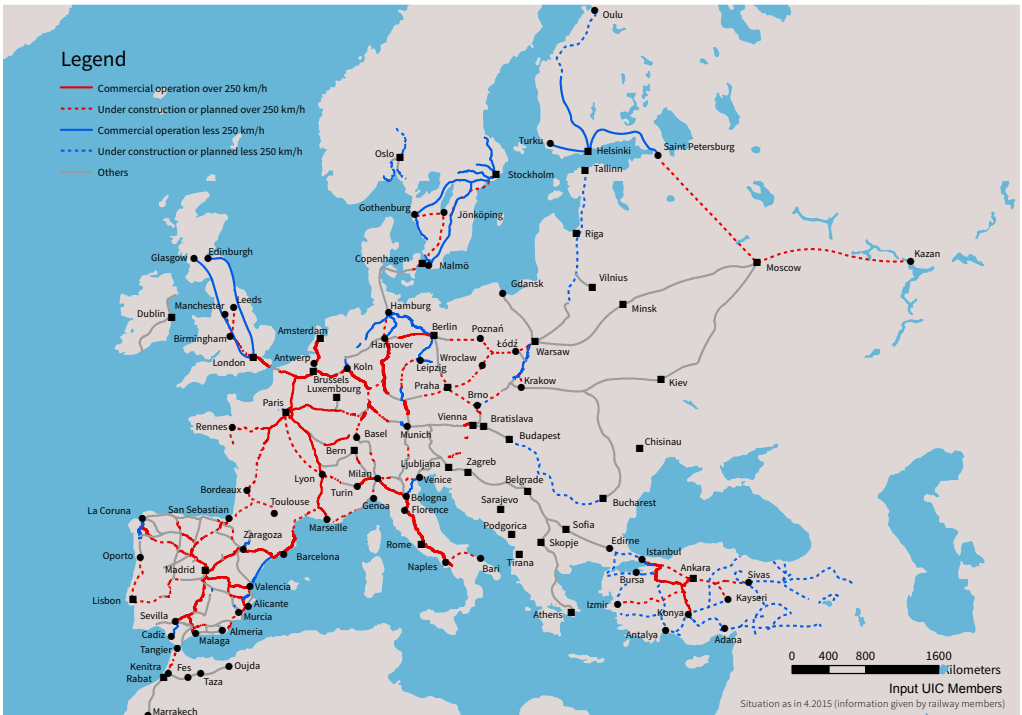 Oulu
Legend
Commercial operation over 250 km/h
Under construction or planned over 250 km/h
Commercial operation less 250 km/h
Under construction or planned less 250 km/h
Others
Oslo
Turku
Helsinki
Saint Petersburg
Tallinn
Stockholm
Gothenburg
Jönköping
Riga
Glasgow
Edinburgh
Copenhagen
Malmö
Moscow
Kazan
Vilnius
Gdansk
Minsk
Dublin
Manchester
Leeds
Hamburg
Birmingham
Amsterdam
Hannover
Berlin
Poznań
Łódź
Warsaw
London
Antwerp
Brussels
Koln
Leipzig
Wroclaw
Luxembourg
Praha
Krakow
Kiev
Paris
Brno
Rennes
Basel
Munich
Vienna
Bratislava
Budapest
Chisinau
Bern
Lyon
Milan
Ljubljana
Zagreb
Venice
Turin
Bordeaux
Genoa
Bologna
Florence
Belgrade
Bucharest
Toulouse
Marseille
Sarajevo
La Coruna
San Sebastian
Zaragoza
Podgorica
Sofia
Skopje
Edirne
Istanbul
Oporto
Madrid
Barcelona
Rome
Tirana
Naples
Bari
Bursa
Ankara
Sivas
Lisbon
Valencia
Alicante
Murcia
Athens
Izmir
Konya
Kayseri
Sevilla
Cadiz
Malaga
Almeria
Antalya
Adana
Tangier
Kenitra
Rabat
Fes
Taza
Oujda
Marrakech
0 400 800 1600
Kilometers
Input UIC Members
Situation as in 4.2015 (information given by railway members)